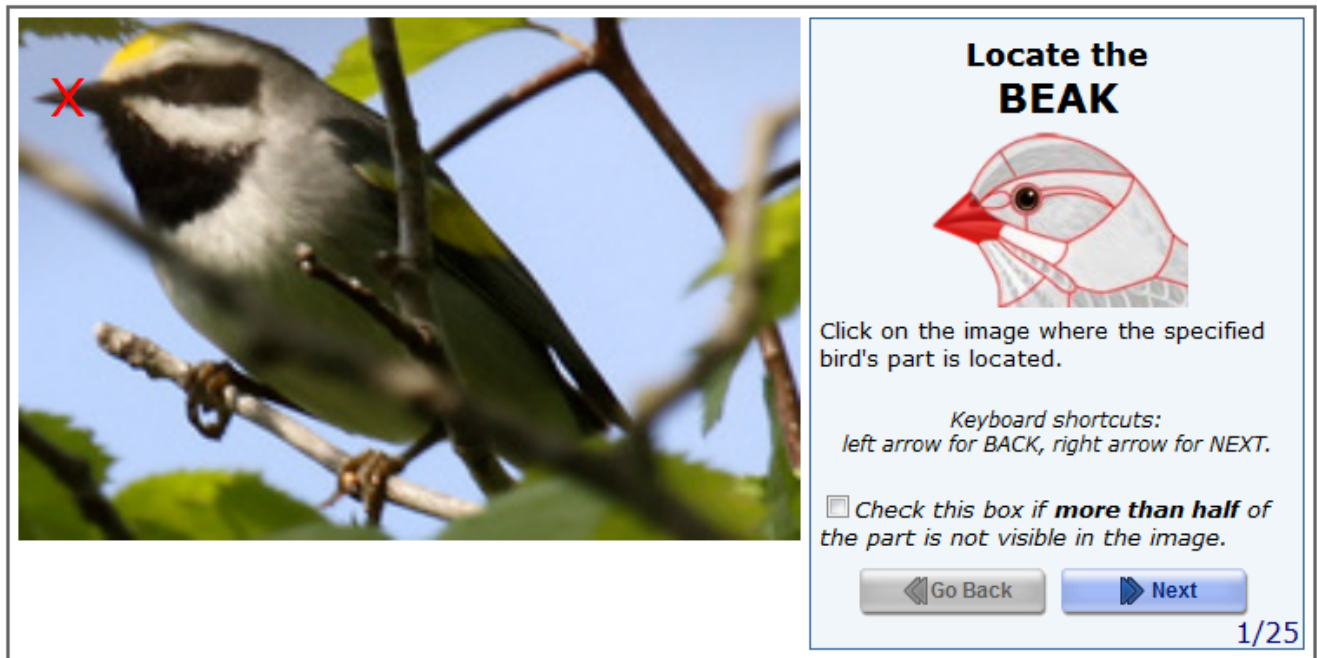 X
Locate the
BEAK
Click on the image where the specified
bird's part is located.
Keyboard shortcuts:
left arrow for BACK, right arrow for NEXT.
Check this box if more than half of
the part is not visible in the image.
Go Back
Next
1/25